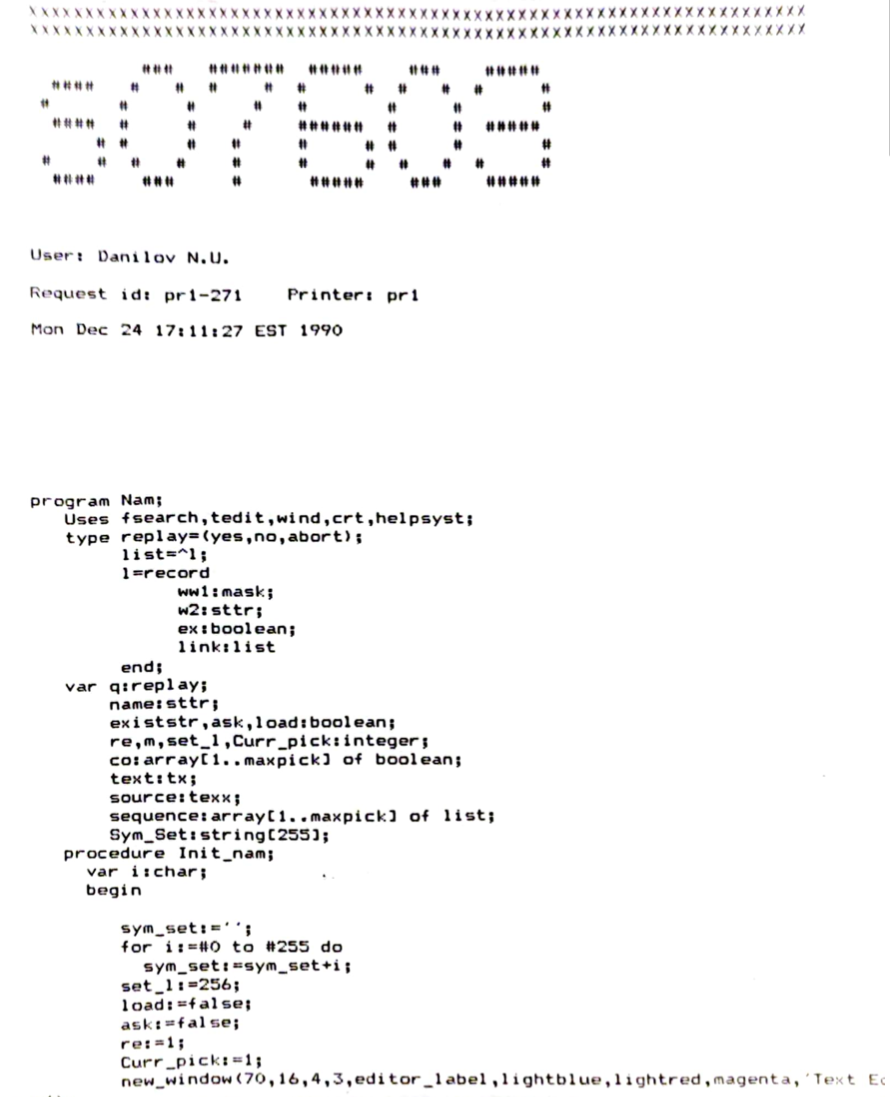 XXXXXXXXXXXXXXXXXXXXXXXXXXXXXXXXXXXXXXXXXXXXXXXXXXXXXXXXXXXXXXXXXXXXXX
XXXXXXXXXXXXXXXXXXXXXXXXXXXXXXXXXXXXXXXXXXXXXXXXXXXXXXXXXXXXXXXXXXXXXX
s07603
User: Danilov N.U.
Request id: pr1-271    Printer: pr1
Mon Dec 24 17:11:27 EST 1990
program Nam;
   Uses fsearch,tedit,wind,crt,helpsyst;
   type replay=(yes,no,abort);
        list=^l;
        l=record
             ww1:mask;
             w2:sttr;
             ex:boolean;
             link:list
        end;
   var q:replay;
       name:sttr;
       existstr,ask,load:boolean;
       re,m,set_l,Curr_pick:integer;
       co:array[1..maxpick] of boolean;
       text:tx;
       source:texx;
       sequence:array[1..maxpick] of list;
       Sym_Set:string[255];
   procedure Init_nam;
     var i:char;
     begin
        sym_set:='';
        for i:=#0 to #255 do
          sym_set:=sym_set+i;
        set_l:=256;
        load:=false;
        ask:=false;
        re:=1;
        Curr_pick:=1;
        new_window(70,16,4,3,editor_label,lightblue,lightred,magenta,'Text